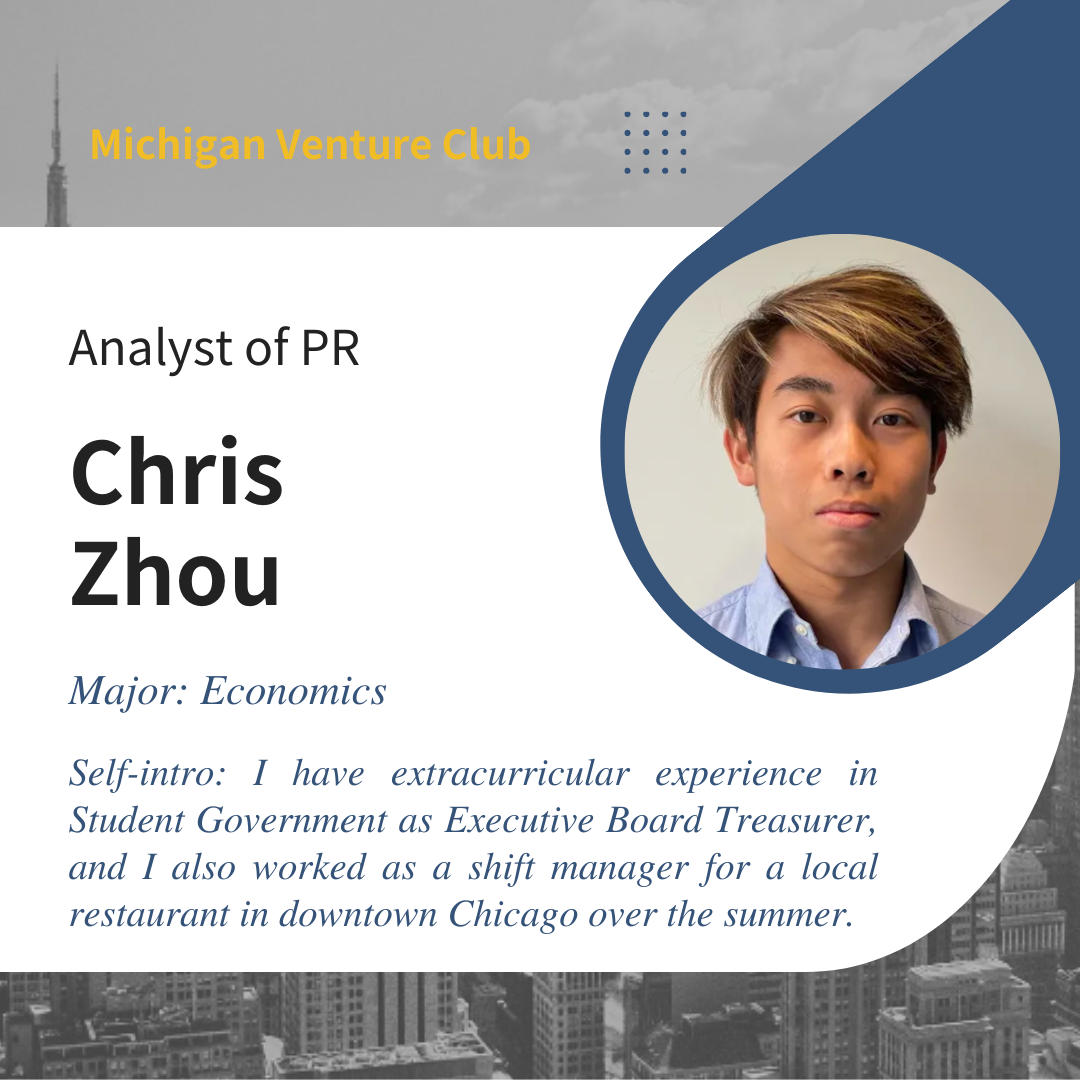 Michigan Venture Club
Analyst of PR
Chris
Zhou
Major: Economics
Self-intro: I have extracurricular experience in
Student Government as Executive Board Treasurer,
and I also worked as a shift manager for a local
restaurant in downtown Chicago over the summer.